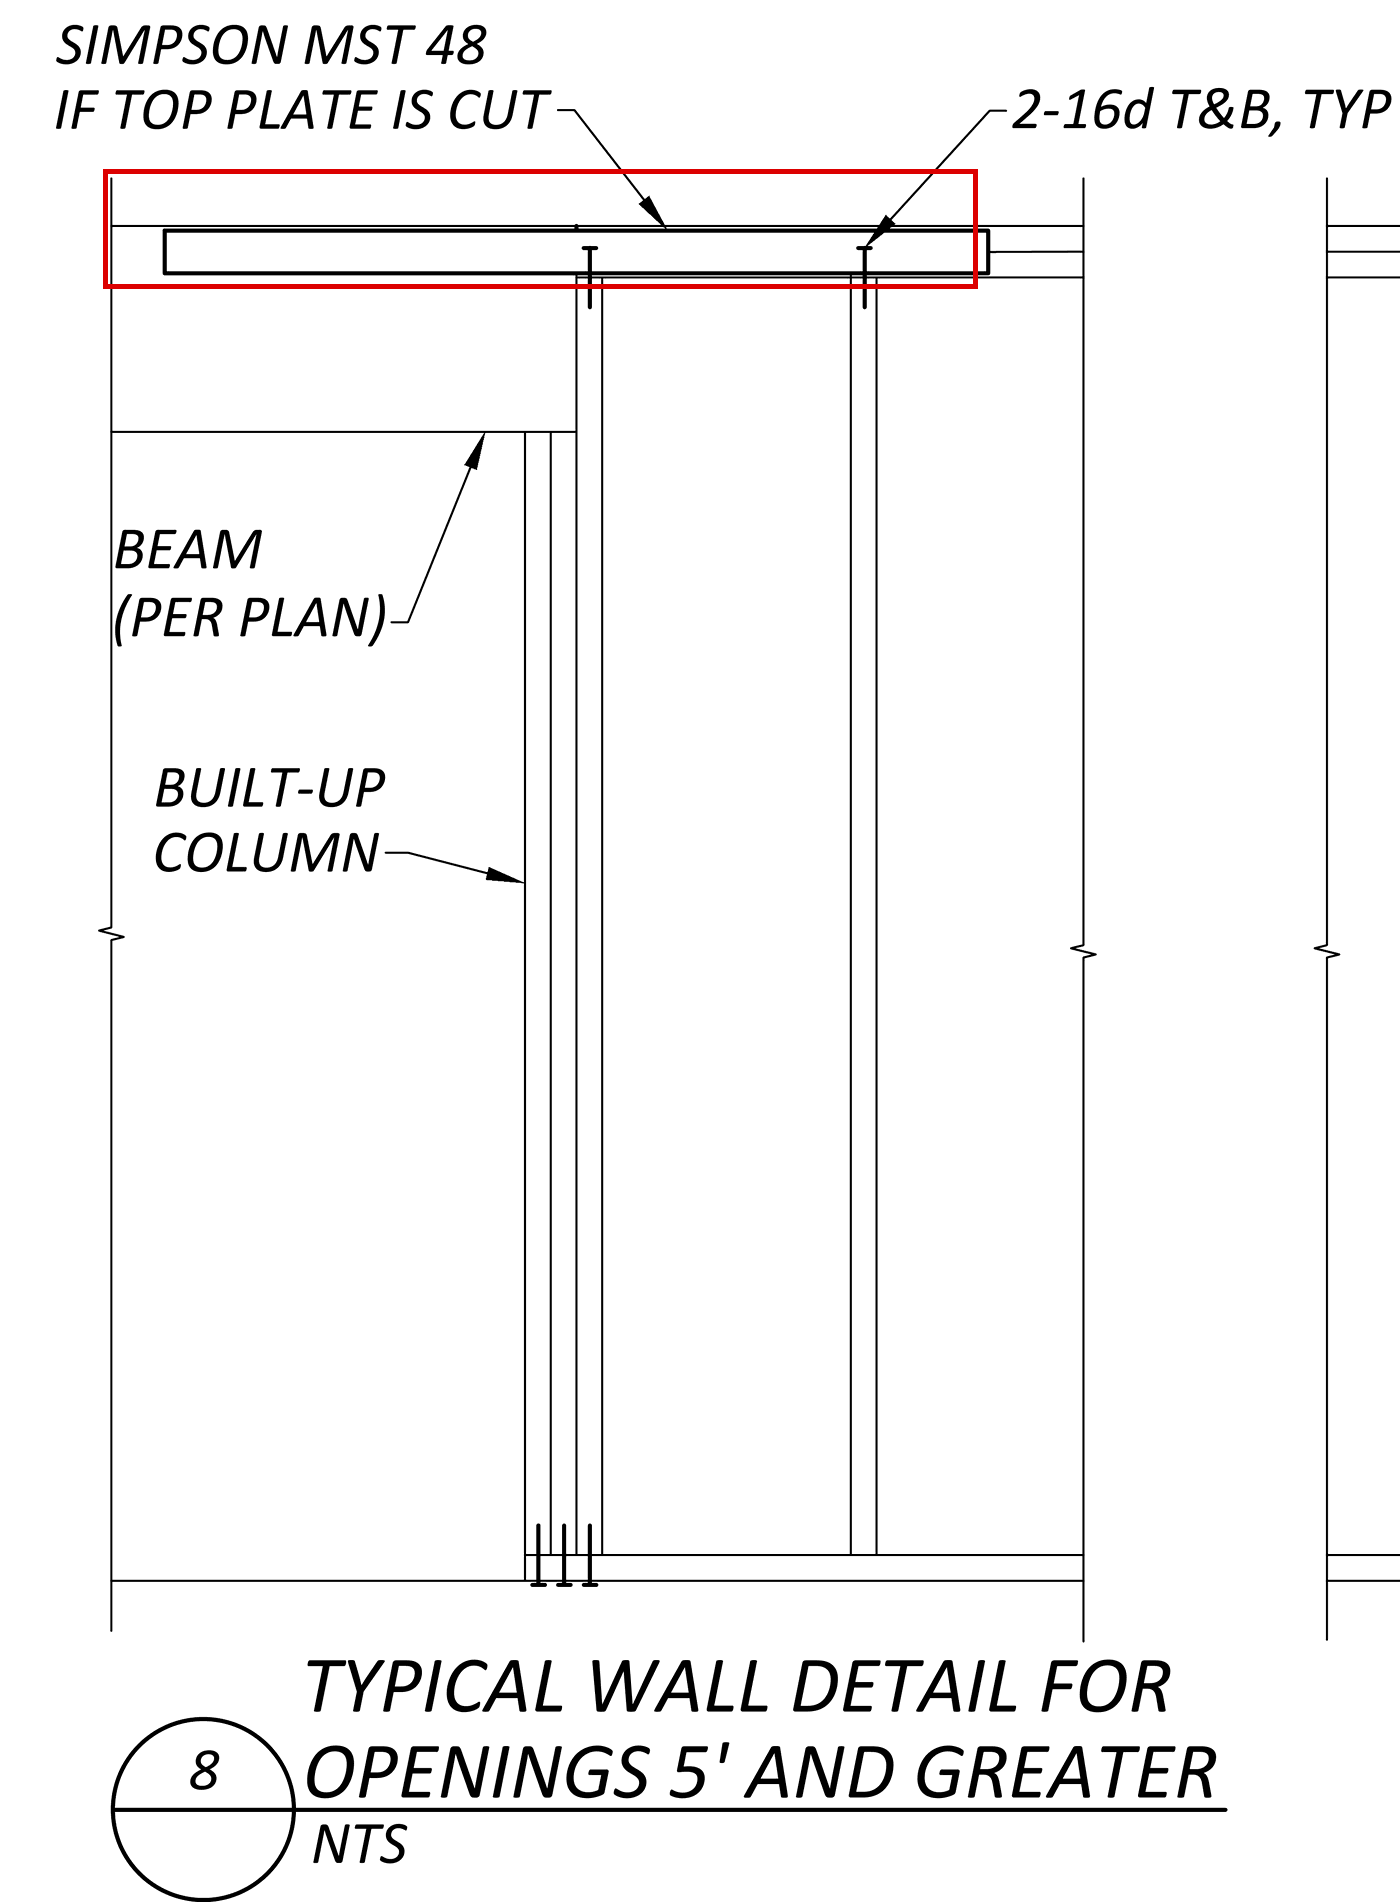 SIMPSON MST 48
IF TOP PLATE IS CUT
2-16d T&B, TYP
BEAM
(PER PLAN)
BUILT-UP
COLUMN
TYPICAL WALL DETAIL FOR
OPENINGS 5' AND GREATER
8
NTS